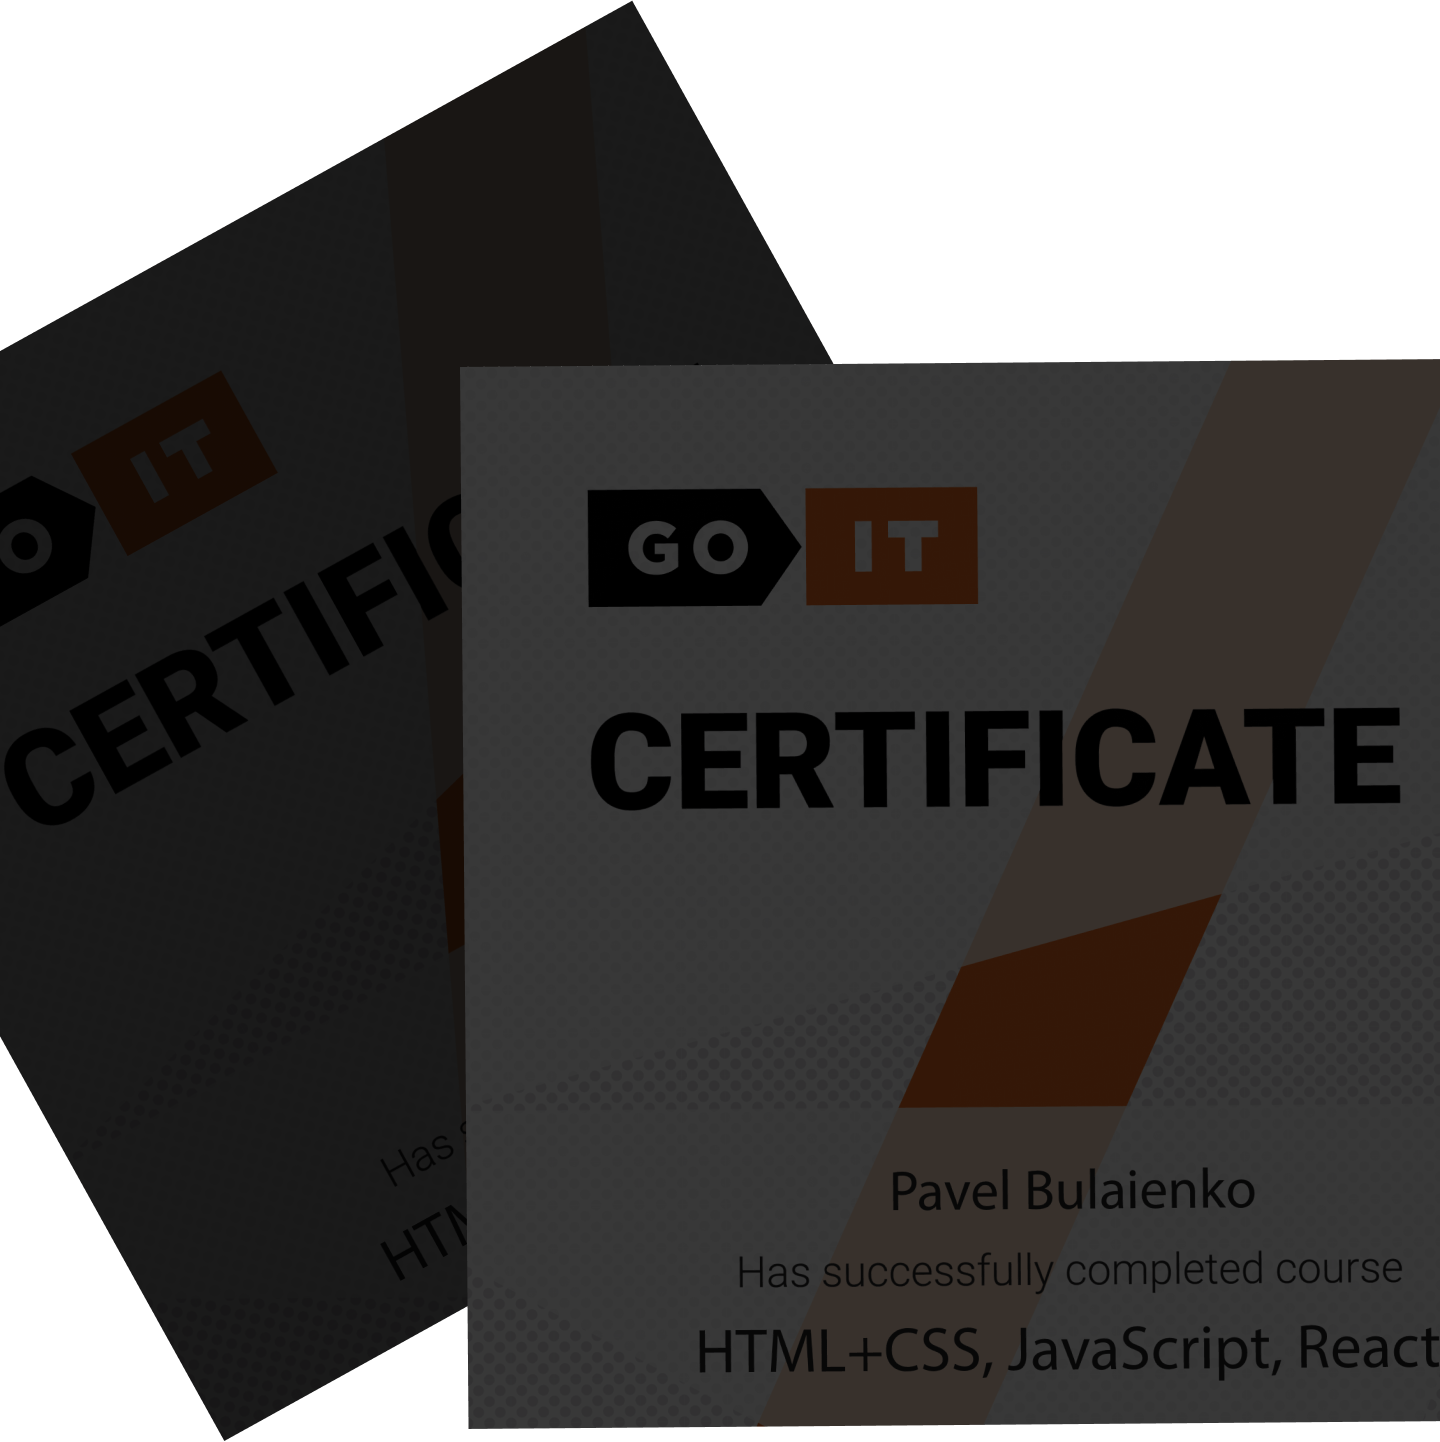 O IT
CERTIFIC
Has
HTM
GO IT
CERTIFICATE
Pavel Bulaienko
Has successfully completed course
HTML+CSS, JavaScript, React